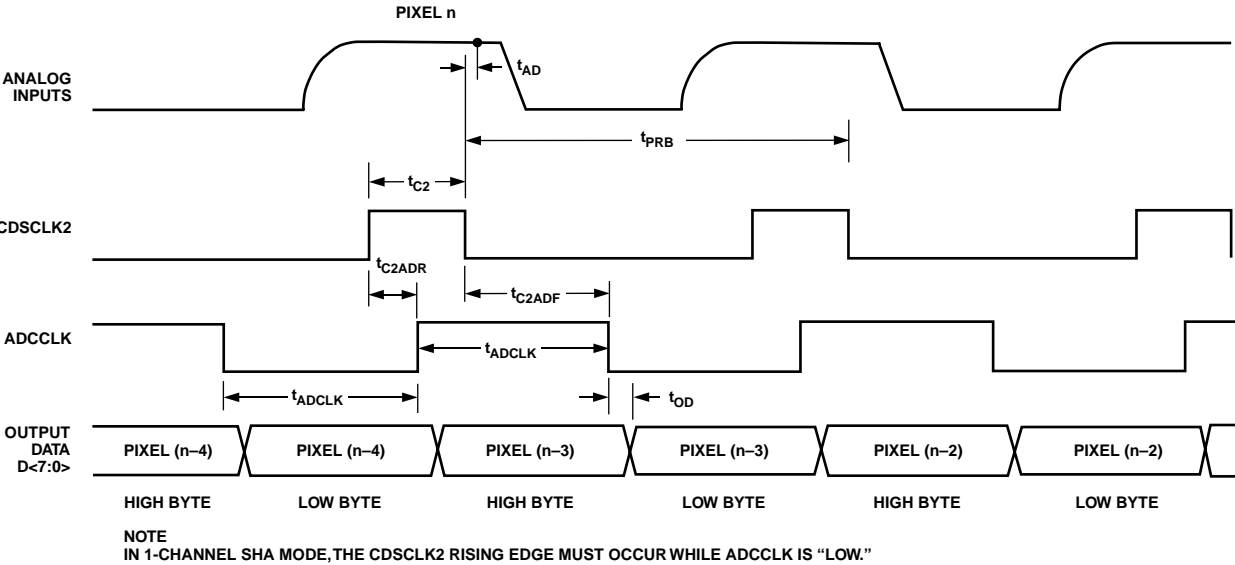 PIXEL n
ANALOG
INPUTS
tAD
tPRB
tC2
CDSCLK2
tC2ADR
tC2ADF
ADCCLK
tADCLK
tADCLK
tOD
OUTPUT
DATA
D<7:0>
PIXEL (n–4) PIXEL (n–4) PIXEL (n–3) PIXEL (n–3) PIXEL (n–2) PIXEL (n–2)
HIGH BYTE LOW BYTE HIGH BYTE LOW BYTE HIGH BYTE LOW BYTE
NOTE
IN 1-CHANNEL SHA MODE, THE CDSCLK2 RISING EDGE MUST OCCUR WHILE ADCCLK IS “LOW.”